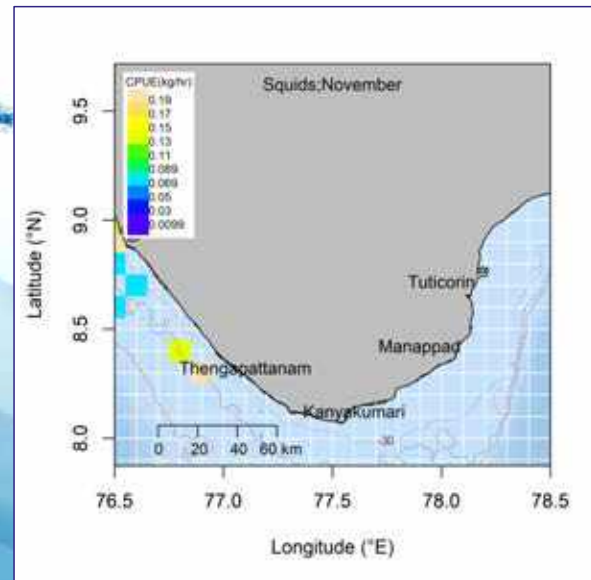 Squids;November
CPUE(kg/hr)
0.19
0.17
0.15
0.13
0.11
0.089
0.069
0.05
0.03
0.0099
Latitude (°N)
9.5
9.0
8.5
8.0
Tuticorin
Manappad
Thengapattanam
Kanyakumari
-30
0 20 40 60 km
76.5 77.0 77.5 78.0 78.5
Longitude (°E)